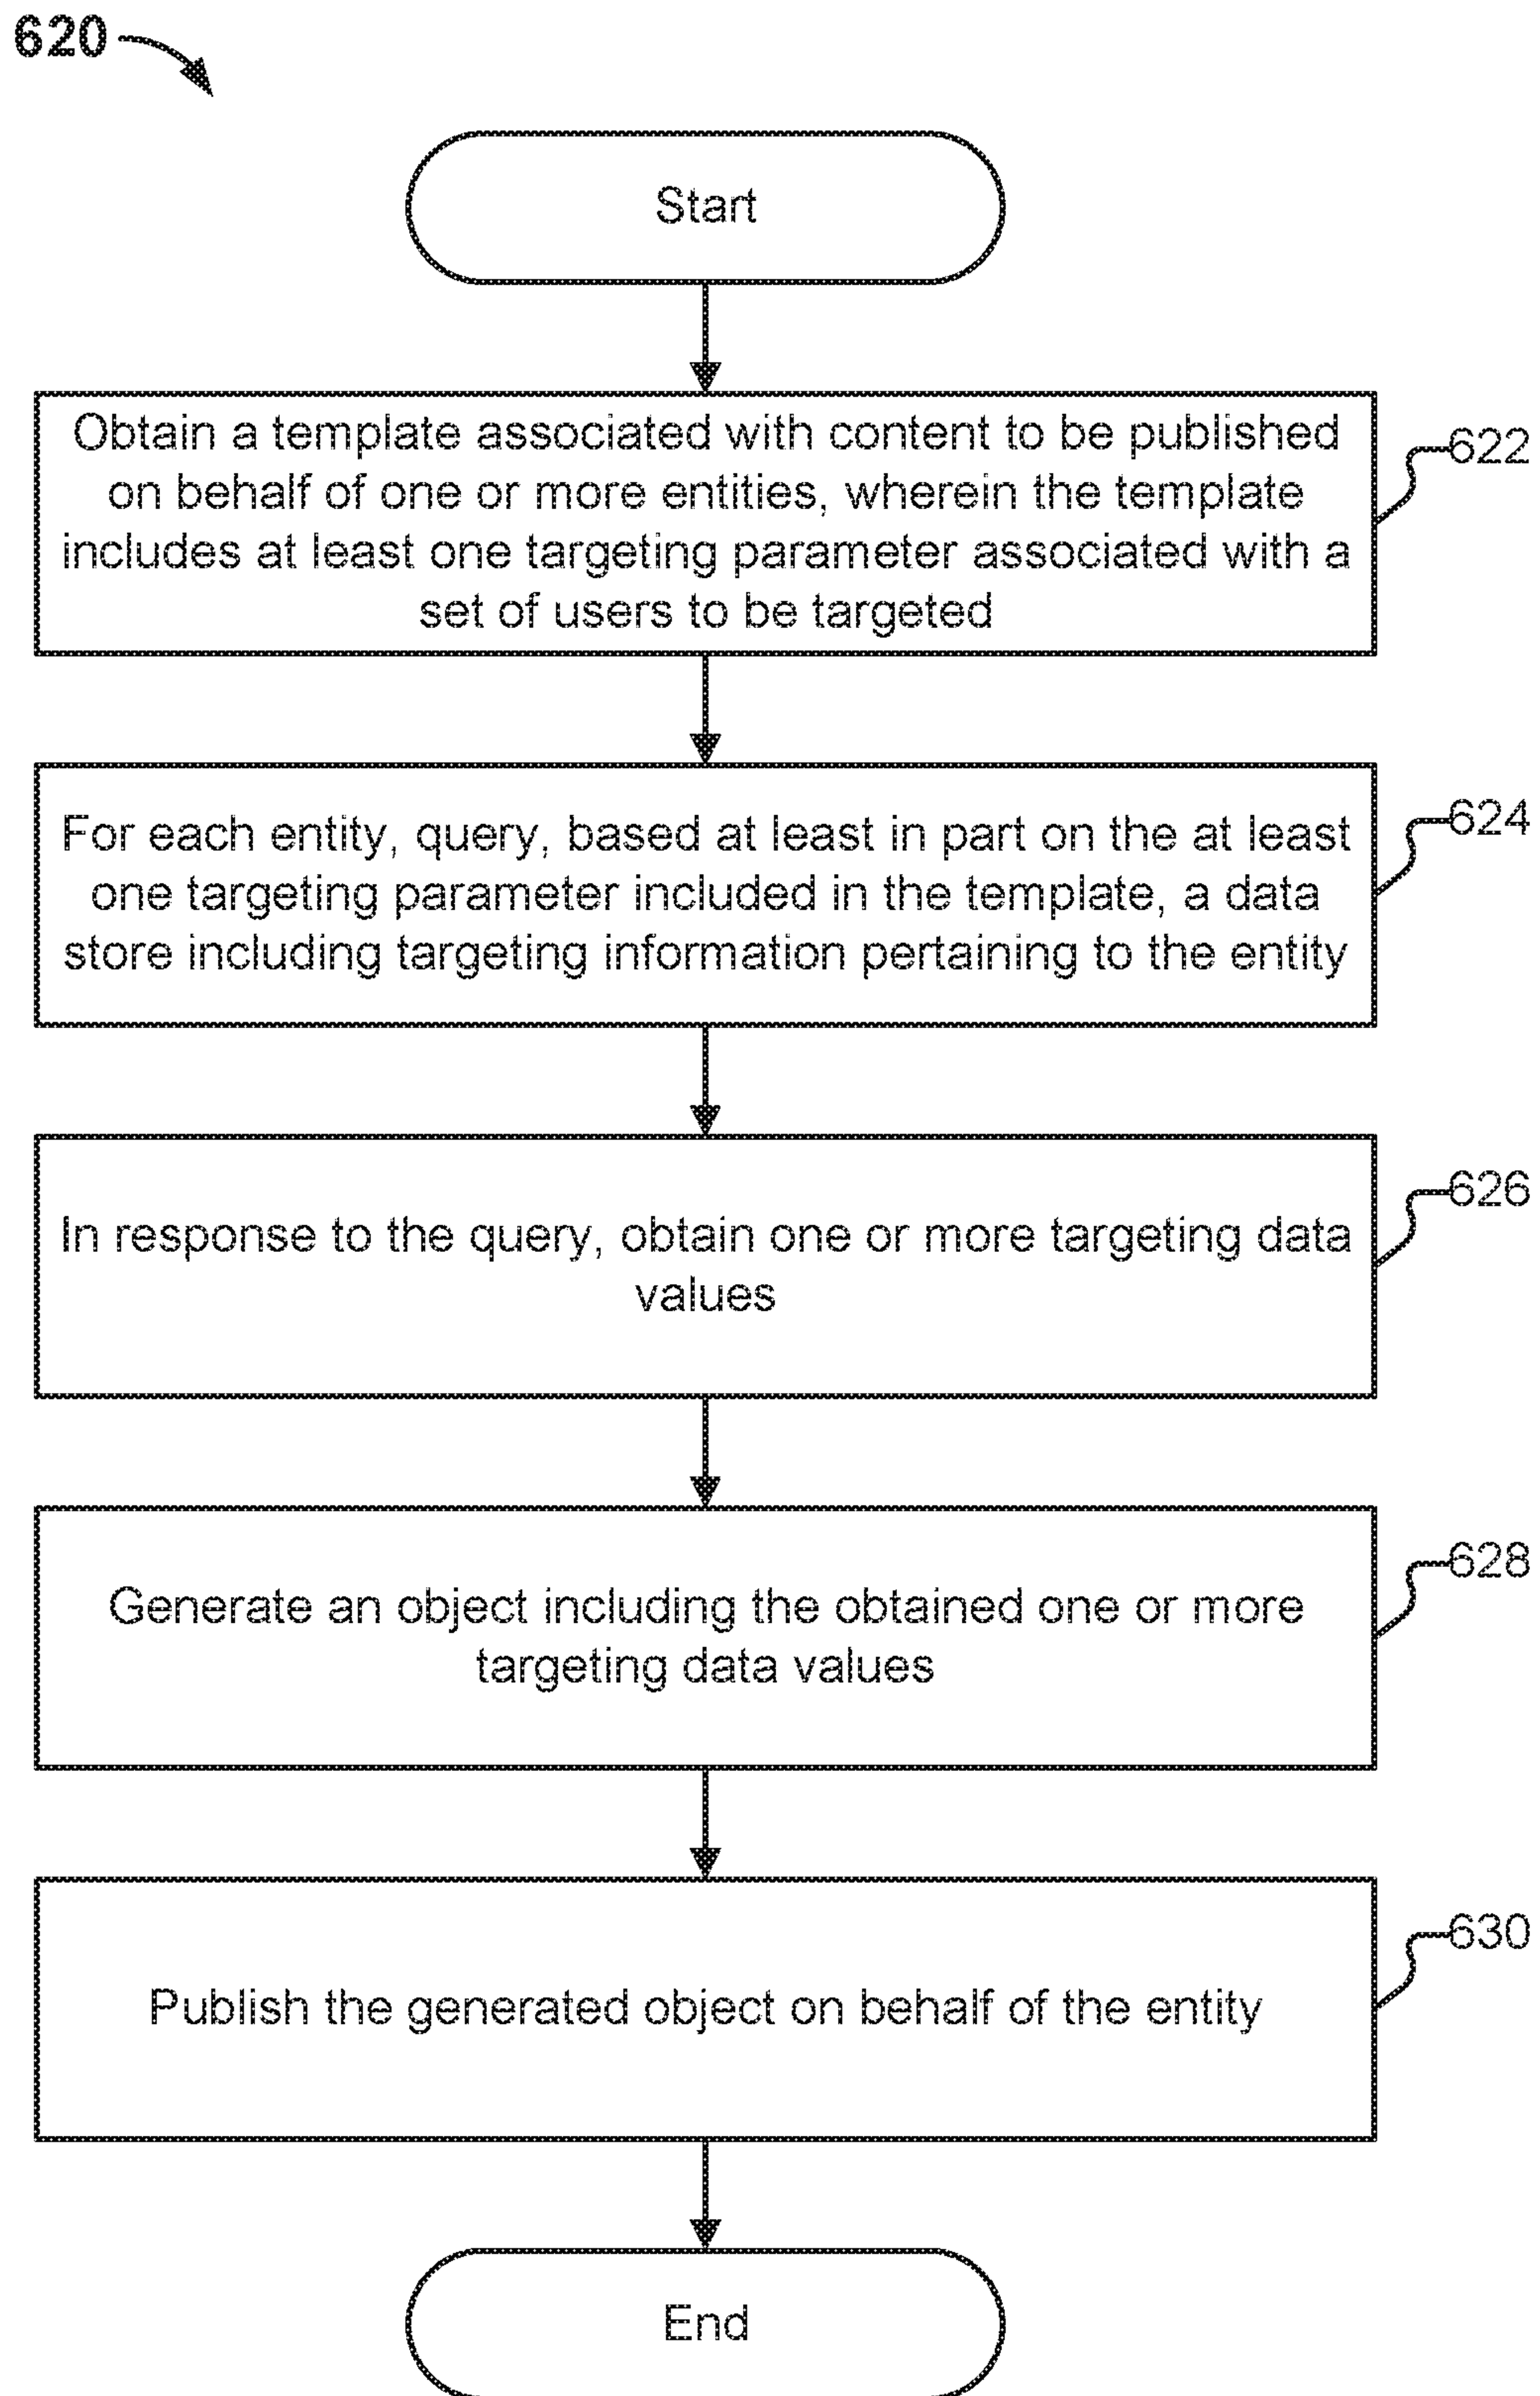 620
Start
Obtain a template associated with content to be published
on behalf of one or more entities, wherein the template
includes at least one targeting parameter associated with a
set of users to be targeted
622
For each entity, query, based at least in part on the at least
one targeting parameter included in the template, a data
store including targeting information pertaining to the entity
624
In response to the query, obtain one or more targeting data
values
626
Generate an object including the obtained one or more
targeting data values
628
Publish the generated object on behalf of the entity
630
End